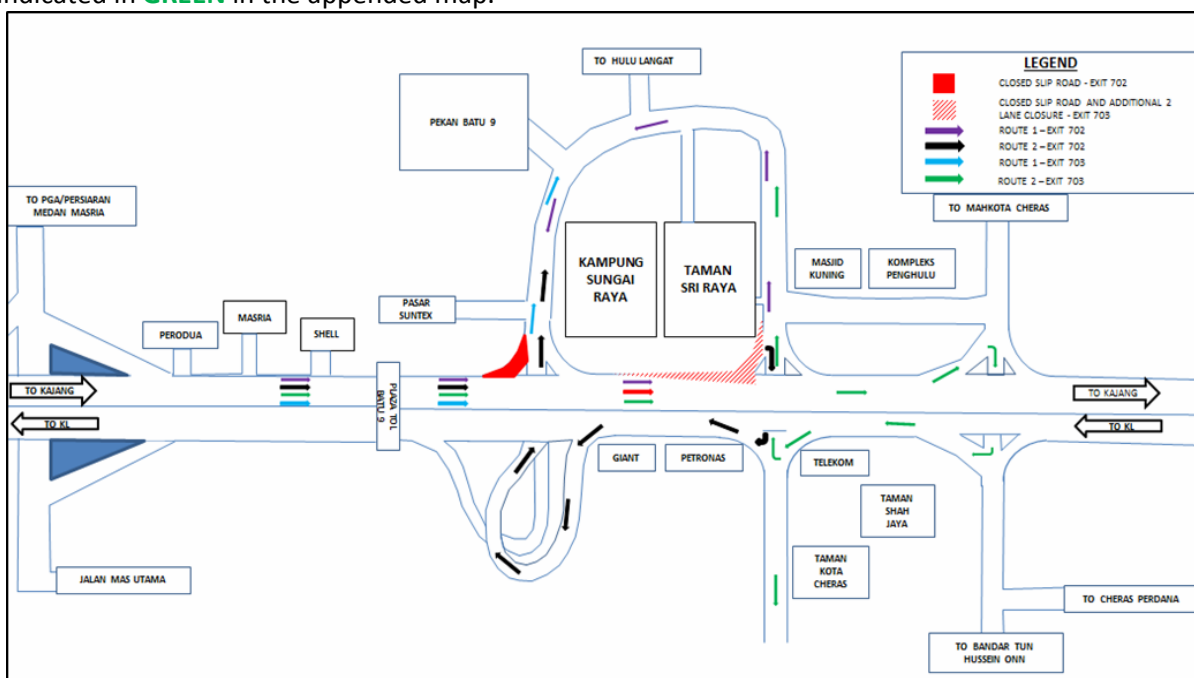 indicated in GREEN in the appended map.
TO HULU LANGAT
PEKAN BATU 9
LEGEND
CLOSED SLIP ROAD - EXIT 702
CLOSED SLIP ROAD AND ADDITIONAL 2
LANE CLOSURE - EXIT 703
ROUTE 1 - EXIT 702
ROUTE 2 - EXIT 702
ROUTE 1 - EXIT 703
ROUTE 2 - EXIT 703
TO PGA/PERSIARAN
MEDAN MASRIA
TO MAHKOTA CHERAS
KAMPUNG
SUNGAI
RAYA
TAMAN
SRI RAYA
MASJID
KUNING
KOMPLEKS
PENGHULU
PASAR
SUNTEX
MASRIA
PERODUA
SHELL
PLAZA TOL
BATU 9
TO KAJANG
TO KAJANG
TO KL
TO KL
GIANT
PETRONAS
TELEKOM
TAMAN
SHAH
JAYA
TAMAN
KOTA
CHERAS
JALAN MAS UTAMA
TO CHERAS PERDANA
TO BANDAR TUN
HUSSEIN ONN